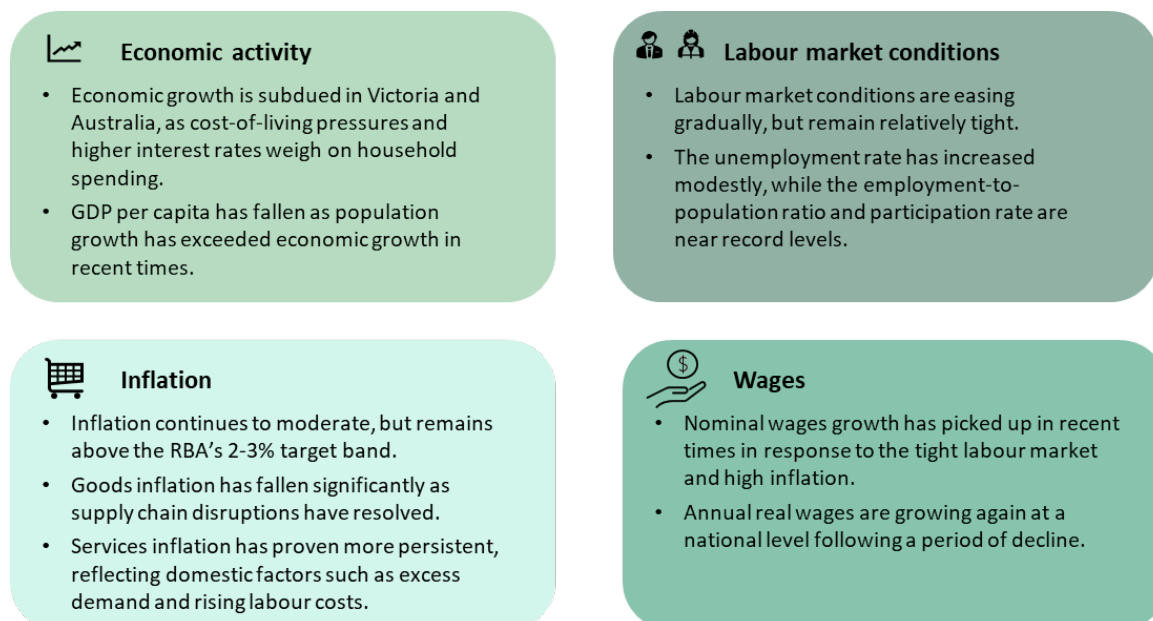 Economic activity
• Economic growth is subdued in Victoria and
Australia, as cost-of-living pressures and
higher interest rates weigh on household
spending.
• GDP per capita has fallen as population
growth has exceeded economic growth in
recent times.
Labour market conditions
• Labour market conditions are easing
gradually, but remain relatively tight.
• The unemployment rate has increased
modestly, while the employment-to-
population ratio and participation rate are
near record levels.
Inflation
• Inflation continues to moderate, but remains
above the RBA’s 2-3% target band.
• Goods inflation has fallen significantly as
supply chain disruptions have resolved.
• Services inflation has proven more persistent,
reflecting domestic factors such as excess
demand and rising labour costs.
$
Wages
• Nominal wages growth has picked up in recent
times in response to the tight labour market
and high inflation.
• Annual real wages are growing again at a
national level following a period of decline.